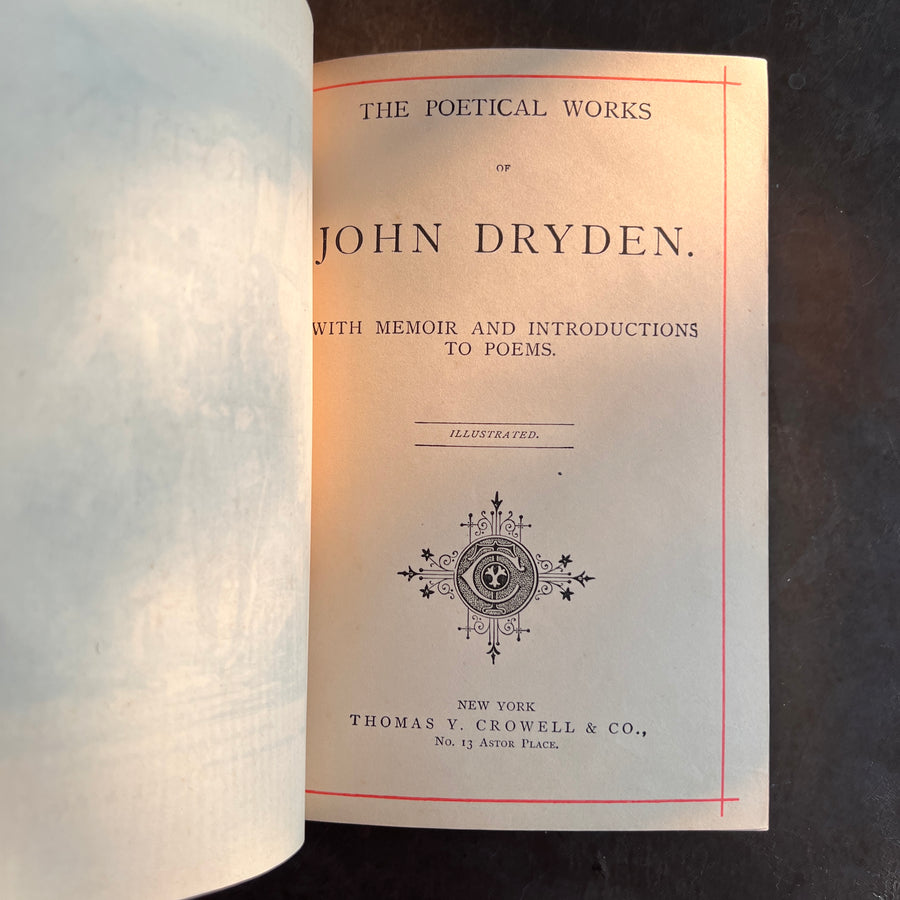 THE POETICAL WORKS
OF
JOHN DRYDEN.
WITH MEMOIR AND INTRODUCTIONS
TO POEMS.
ILLUSTRATED.
NEW YORK
THOMAS Y. CROWELL & CO.,
No. 13 Astor Place.